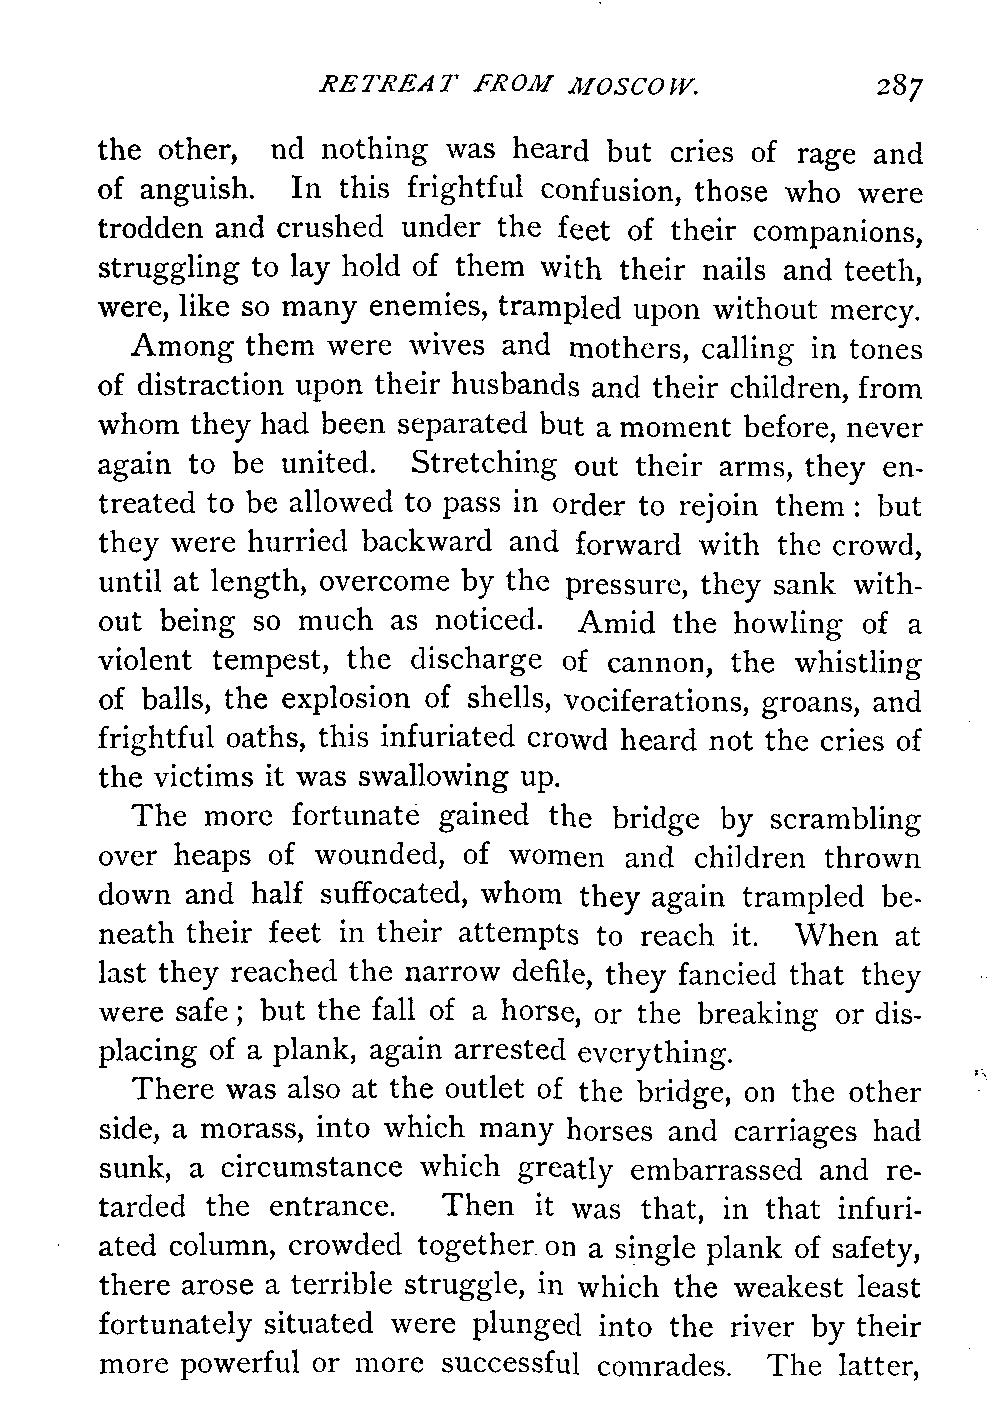 RETREAT FROM MOSCOW. 287
the other, nd nothing was heard but cries of rage and
of anguish. In this frightful confusion, those who were
trodden and crushed under the feet of their companions,
struggling to lay hold of them with their nails and teeth,
were, like so many enemies, trampled upon without mercy.
Among them were wives and mothers, calling in tones
of distraction upon their husbands and their children, from
whom they had been separated but a moment before, never
again to be united. Stretching out their arms, they en-
treated to be allowed to pass in order to rejoin them : but
they were hurried backward and forward with the crowd,
until at length, overcome by the pressure, they sank with-
out being so much as noticed. Amid the howling of a
violent tempest, the discharge of cannon, the whistling
of balls, the explosion of shells, vociferations, groans, and
frightful oaths, this infuriated crowd heard not the cries of
the victims it was swallowing up.
The more fortunate gained the bridge by scrambling
over heaps of wounded, of women and children thrown
down and half suffocated, whom they again trampled be-
neath their feet in their attempts to reach it. When at
last they reached the narrow defile, they fancied that they
were safe ; but the fall of a horse, or the breaking or dis-
placing of a plank, again arrested everything.
There was also at the outlet of the bridge, on the other
side, a morass, into which many horses and carriages had
sunk, a circumstance which greatly embarrassed and re-
tarded the entrance. Then it was that, in that infuri-
ated column, crowded together on a single plank of safety,
there arose a terrible struggle, in which the weakest least
fortunately situated were plunged into the river by their
more powerful or more successful comrades. The latter,